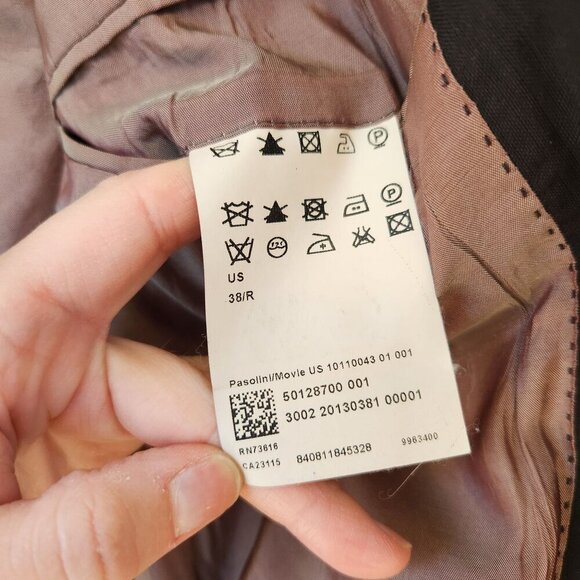 P
P
US
38/R
Pasolini/Movie US 10110043 01 001
50128700 001
3002 20130381 00001
RN73616
CA23115 840811845328 9963400